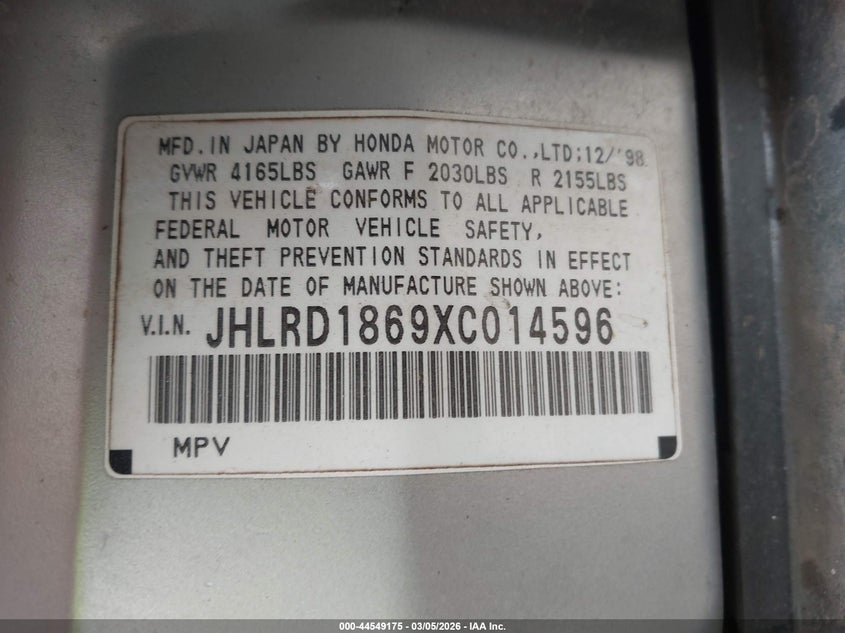 MFD.IN JAPAN BY HONDA MOTOR CO.,LTD;12/'98
GVWR 4165LBS GAWR F 2030LBS R 2155LBS
THIS VEHICLE CONFORMS TO ALL APPLICABLE
FEDERAL MOTOR VEHICLE SAFETY,
AND THEFT PREVENTION STANDARDS IN EFFECT
ON THE DATE OF MANUFACTURE SHOWN ABOVE:
V.I.N. JHLRD1869XC014596
MPV
000-44549175 - 03/05/2026 - IAA Inc.